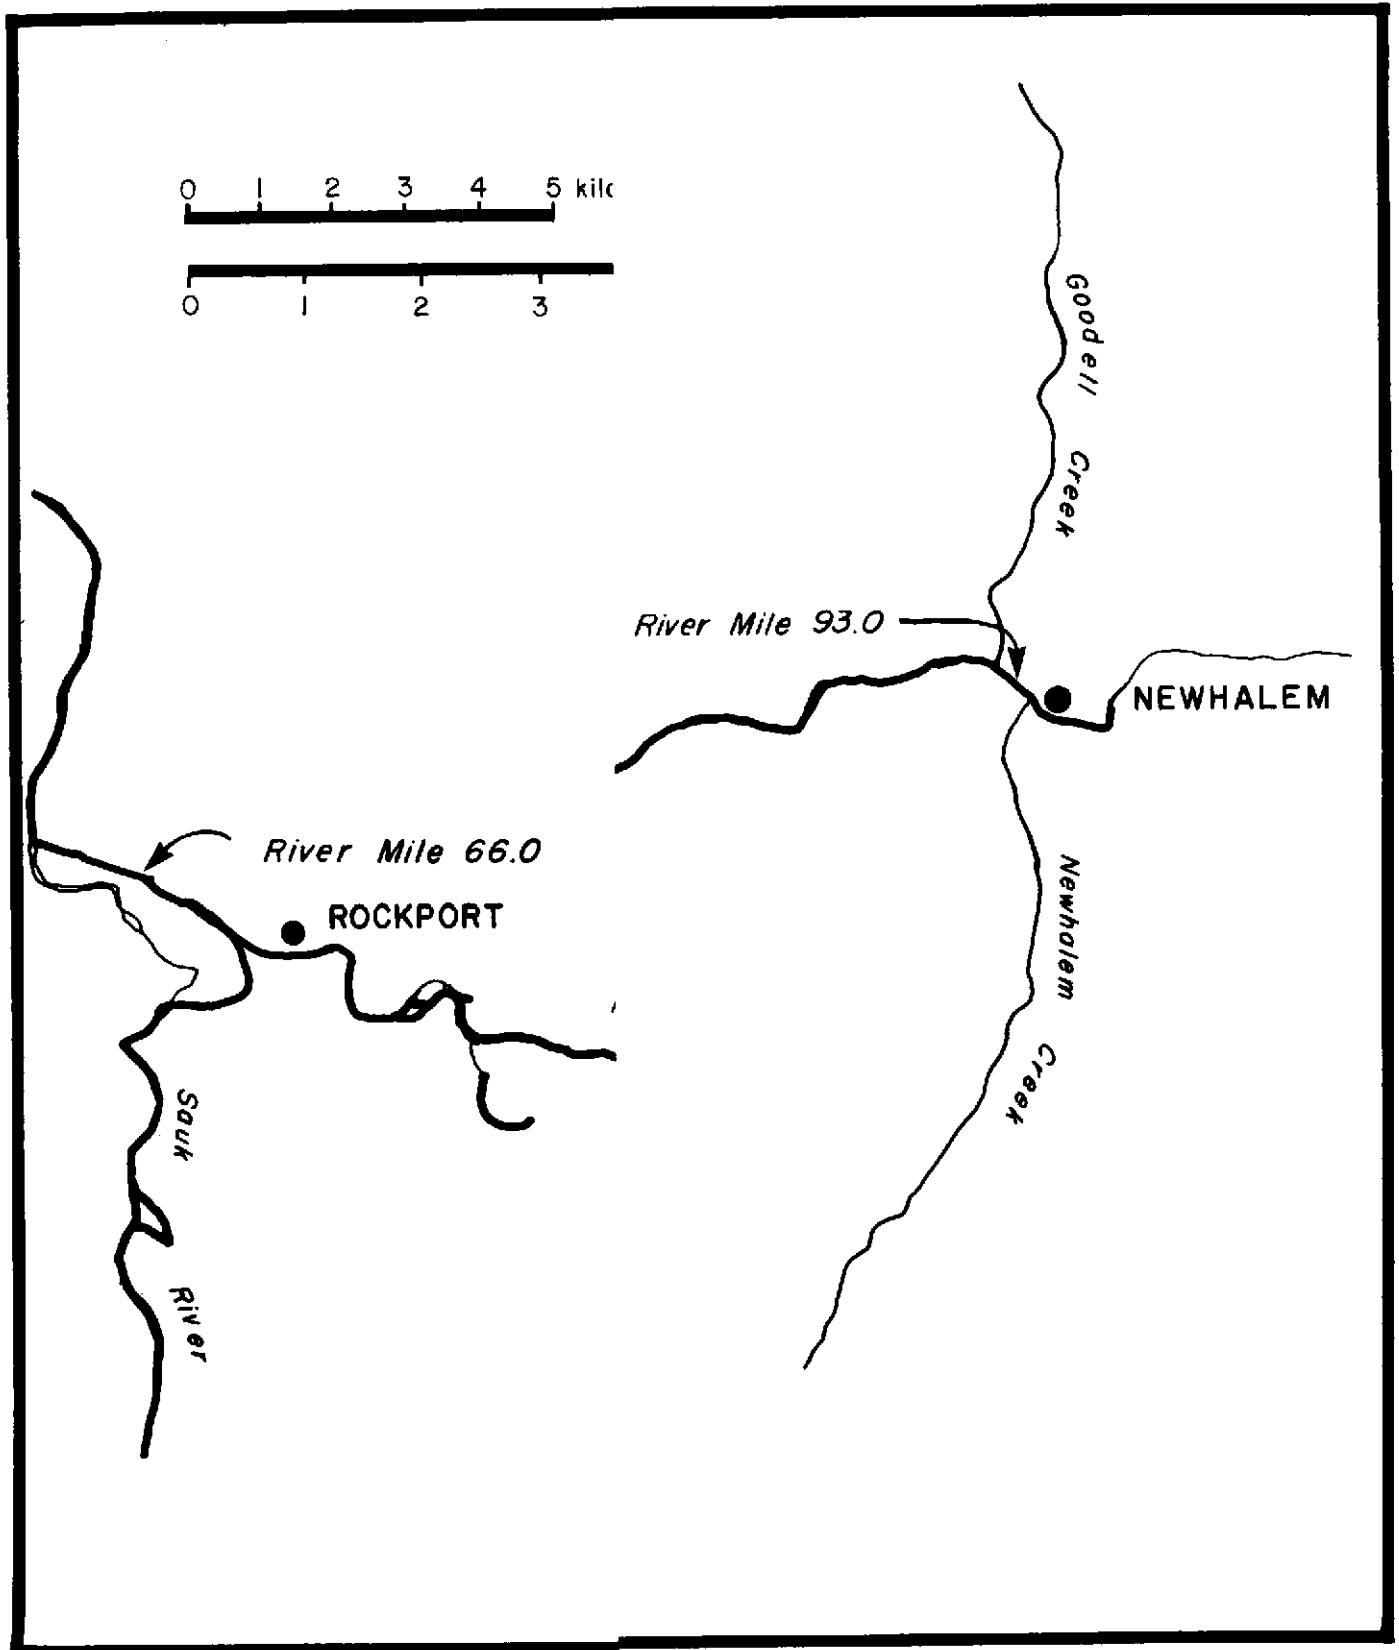 0 1 2 3 4 5 kilo
0 1 2 3
Goodell Creek
River Mile 93.0
NEWHALEM
River Mile 66.0
ROCKPORT
Newhalem Creek
Sauk River